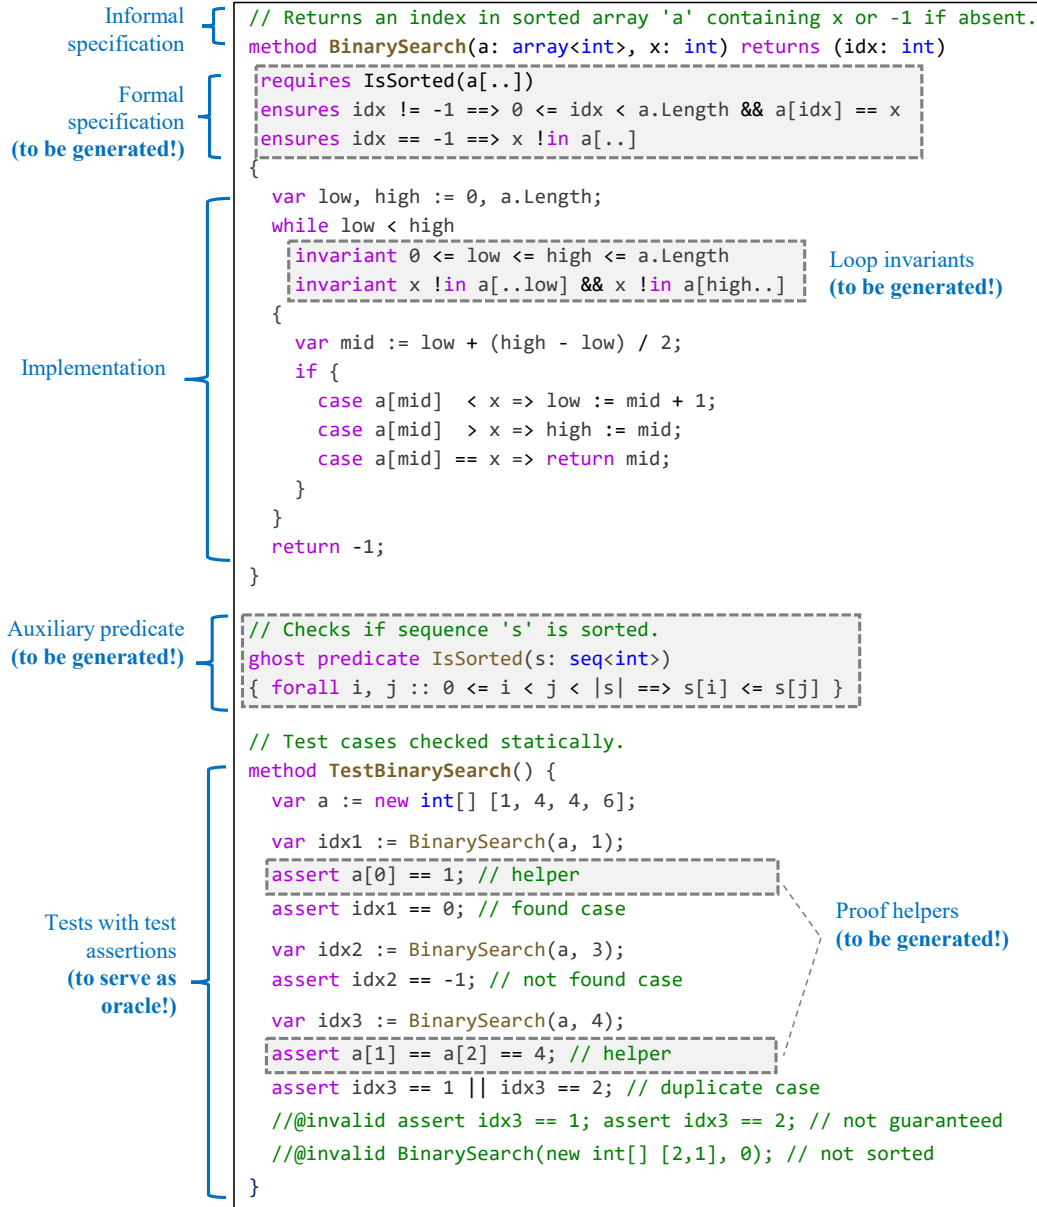 Informal
specification
// Returns an index in sorted array 'a' containing x or -1 if absent.
method BinarySearch(a: array<int>, x: int) returns (idx: int)
Formal
specification
(to be generated!)
requires IsSorted(a[..])
ensures idx != -1 ==> 0 <= idx < a.Length && a[idx] == x
ensures idx == -1 ==> x !in a[..]
{
var low, high := 0, a.Length;
while low < high
invariant 0 <= low <= high <= a.Length
invariant x !in a[..low] && x !in a[high..]
Loop invariants
(to be generated!)
{
var mid := low + (high - low) / 2;
Implementation
if {
case a[mid]  < x => low := mid + 1;
case a[mid]  > x => high := mid;
case a[mid] == x => return mid;
}
}
return -1;
}
Auxiliary predicate
(to be generated!)
// Checks if sequence 's' is sorted.
ghost predicate IsSorted(s: seq<int>)
{ forall i, j :: 0 <= i < j < |s| ==> s[i] <= s[j] }
// Test cases checked statically.
method TestBinarySearch() {
var a := new int[] [1, 4, 4, 6];
var idx1 := BinarySearch(a, 1);
assert a[0] == 1; // helper
assert idx1 == 0; // found case
Tests with test
assertions
(to serve as
oracle!)
Proof helpers
(to be generated!)
var idx2 := BinarySearch(a, 3);
assert idx2 == -1; // not found case
var idx3 := BinarySearch(a, 4);
assert a[1] == a[2] == 4; // helper
assert idx3 == 1 || idx3 == 2; // duplicate case
//@invalid assert idx3 == 1; assert idx3 == 2; // not guaranteed
//@invalid BinarySearch(new int[] [2,1], 0); // not sorted
}